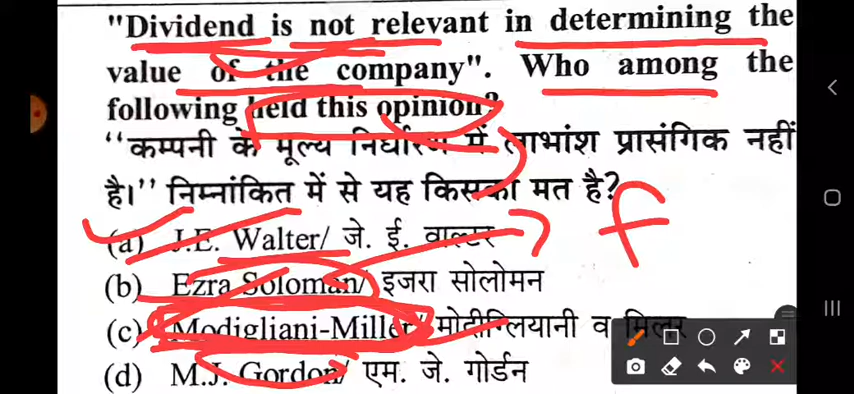 "Dividend is not relevant in determining the
value of the company". Who among the
following held this opinion?
‘‘कम्पनी के मूल्य निर्धारण में लाभांश प्रासंगिक नहीं
है।’’ निम्नांकित में से यह किसका मत है?
(a) J.E. Walter/ जे. ई. वाल्टर
(b) Ezra Soloman/ इजरा सोलोमन
(c) Modigliani-Miller/ मोदीग्लियानी व मिलर
(d) M.J. Gordon/ एम. जे. गोर्डन